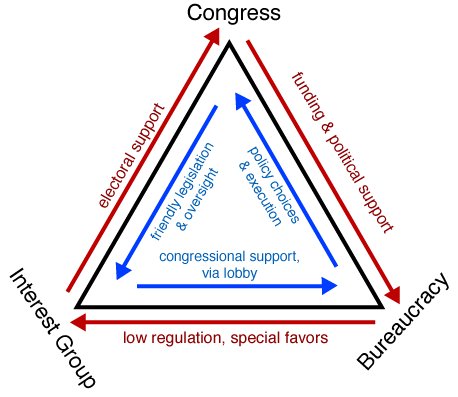 Congress
electoral support
funding & political support
friendly legislation
& oversight
policy choices
& execution
congressional support,
via lobby
Interest Group
Bureaucracy
low regulation, special favors